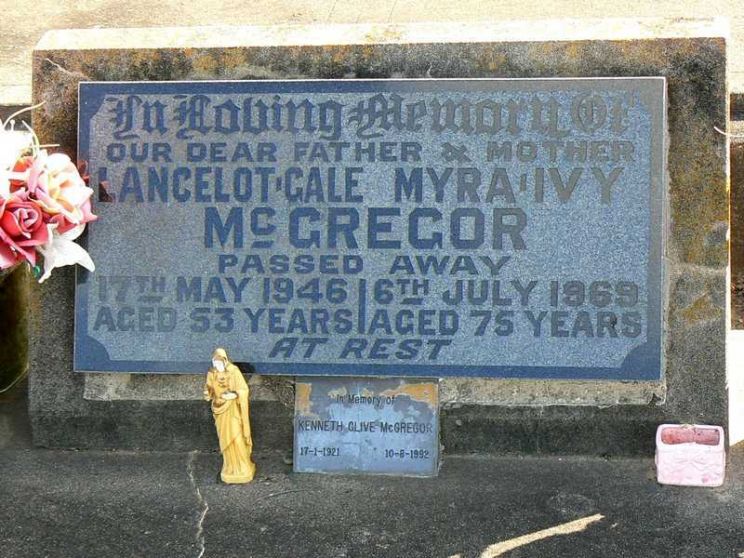 In Loving Memory Of
OUR DEAR FATHER & MOTHER
LANCELOT GALE MYRA IVY
McGREGOR
PASSED AWAY
17TH MAY 1946 6TH JULY 1969
AGED 53 YEARS AGED 75 YEARS
AT REST
In Memory of
KENNETH CLIVE McGREGOR
17-1-1921 10-8-1992